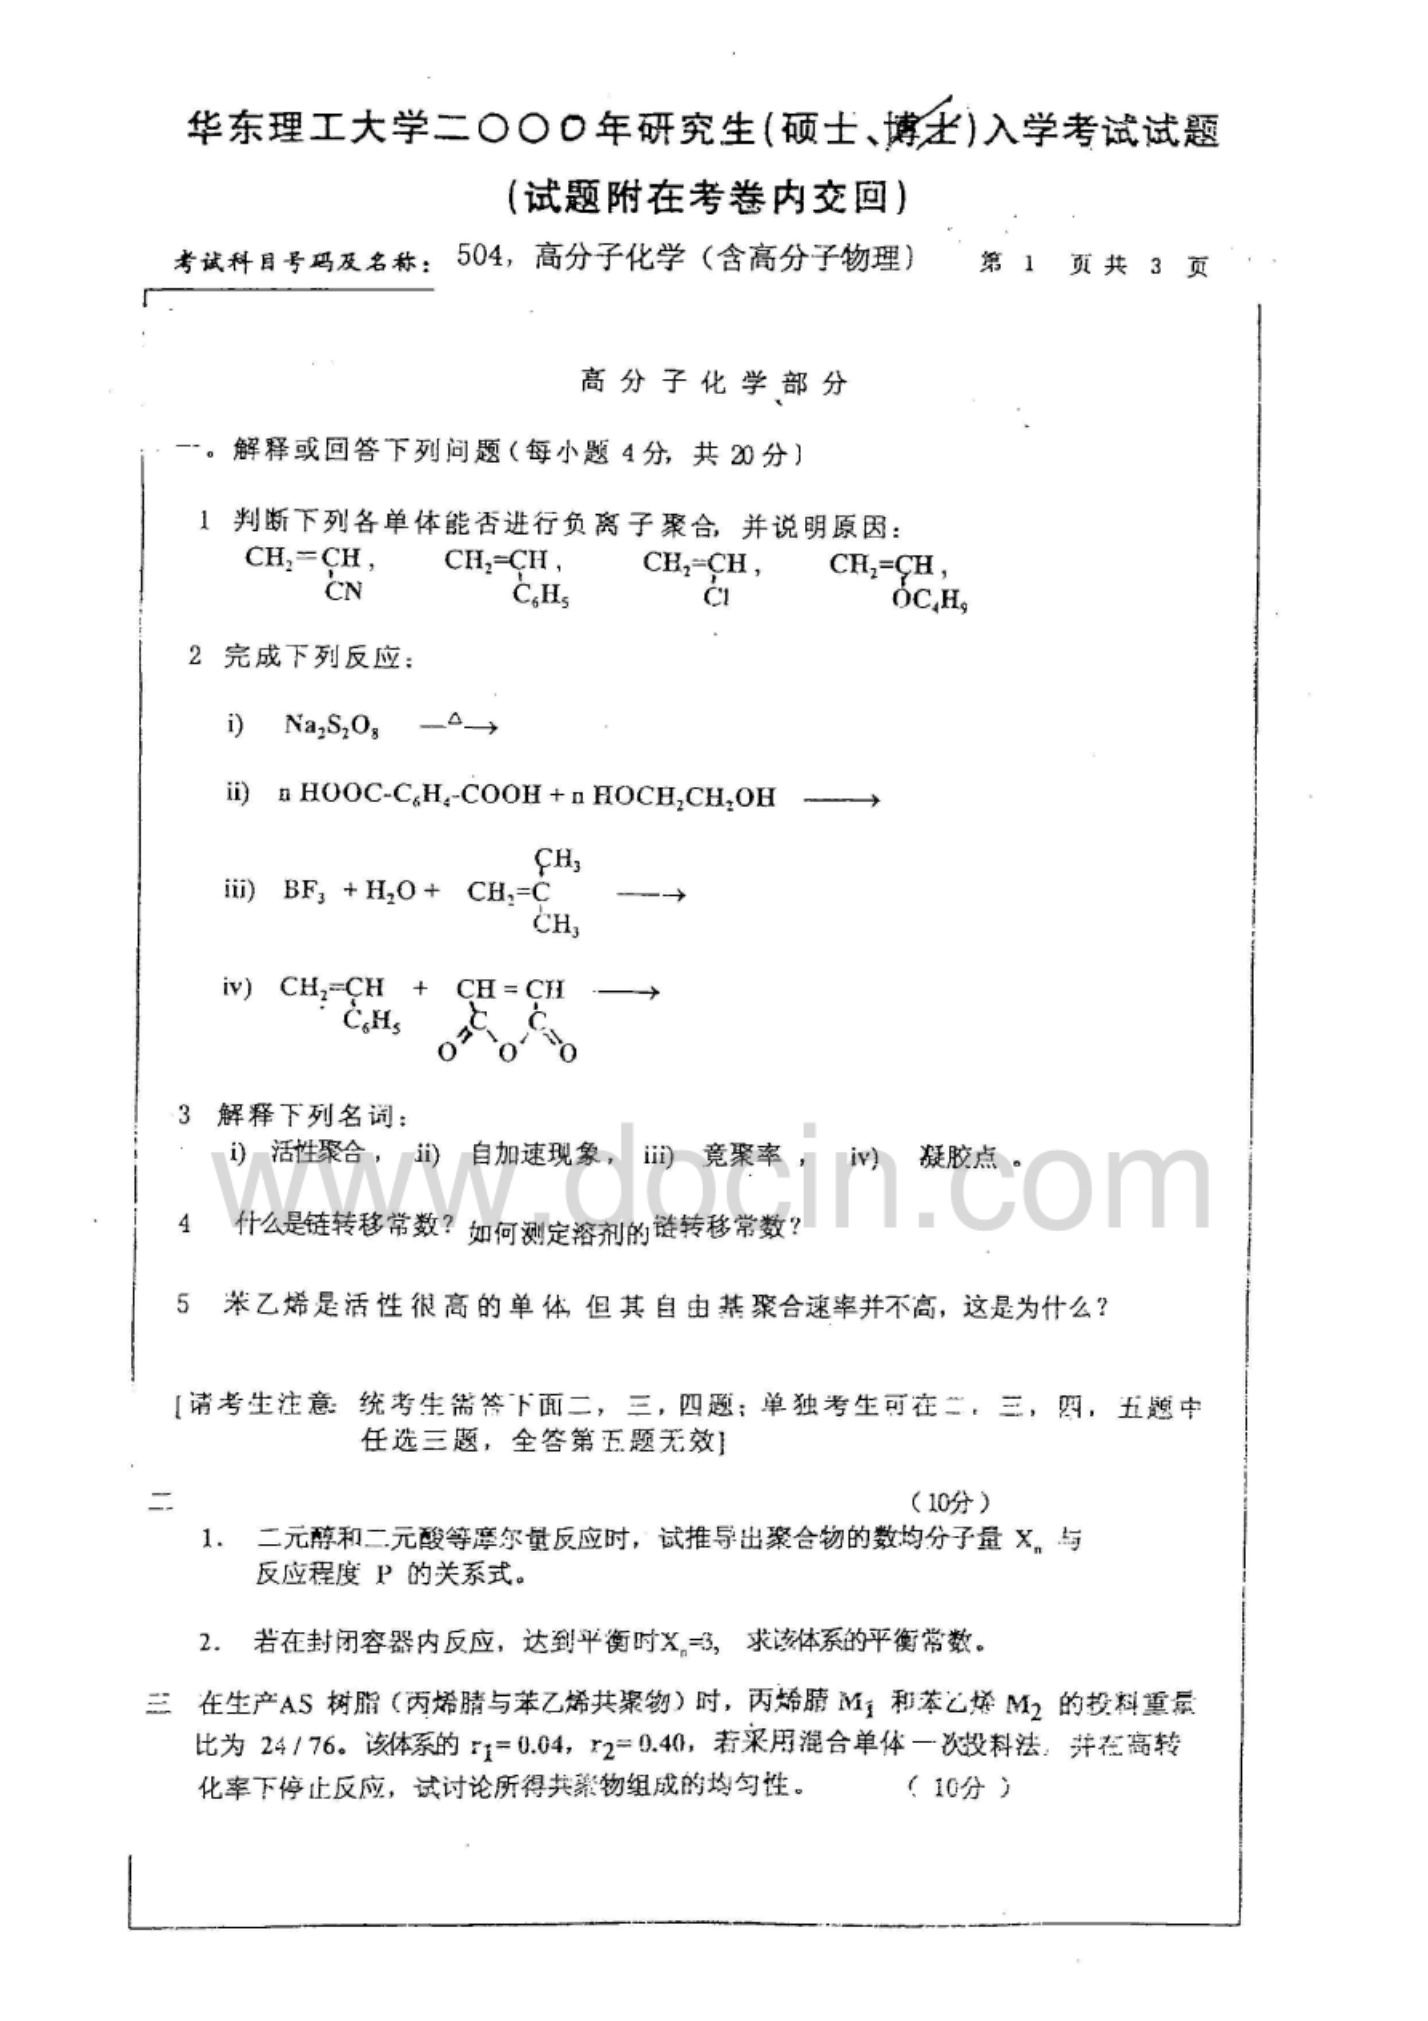 华东理工大学二〇〇〇年研究生(硕士、博士)入学考试试题
(试题附在考卷内交回)
考试科目号码及名称: 504, 高分子化学(含高分子物理) 第 1 页共 3 页
高分子化学部分
一。解释或回答下列问题(每小题 4分, 共 20分)
1 判断下列各单体能否进行负离子聚合, 并说明原因:
CH₂=CH, CH₂=CH, CH₂=CH, CH₂=CH,
CN C₆H₅ Cl OC₄H₉
2 完成下列反应:
i) Na₂S₂O₈ —△→
ii) n HOOC-C₆H₄-COOH + n HOCH₂CH₂OH ⟶
CH₃
iii) BF₃ + H₂O + CH₂=C ⟶
CH₃
iv) CH₂=CH + CH = CH ⟶
C₆H₅ C C
O O O
3 解释下列名词:
i) 活性聚合, ii) 自加速现象, iii) 竞聚率, iv) 凝胶点。
4 什么是链转移常数? 如何测定溶剂的链转移常数?
5 苯乙烯是活性很高的单体, 但其自由基聚合速率并不高, 这是为什么?
[请考生注意: 统考生需答下面二, 三, 四题; 单独考生可在二, 三, 四, 五题中
任选三题, 全答第五题无效]
二 (10分)
1. 二元醇和二元酸等摩尔量反应时, 试推导出聚合物的数均分子量 Xₙ 与
反应程度 P 的关系式。
2. 若在封闭容器内反应, 达到平衡时Xₙ=3, 求该体系的平衡常数。
三 在生产AS 树脂(丙烯腈与苯乙烯共聚物)时, 丙烯腈 M₁ 和苯乙烯 M₂ 的投料重量
比为 24/76。该体系的 r₁= 0.04, r₂= 0.40, 若采用混合单体一次投料法, 并在高转
化率下停止反应, 试讨论所得共聚物组成的均匀性。 (10分)
www.docin.com